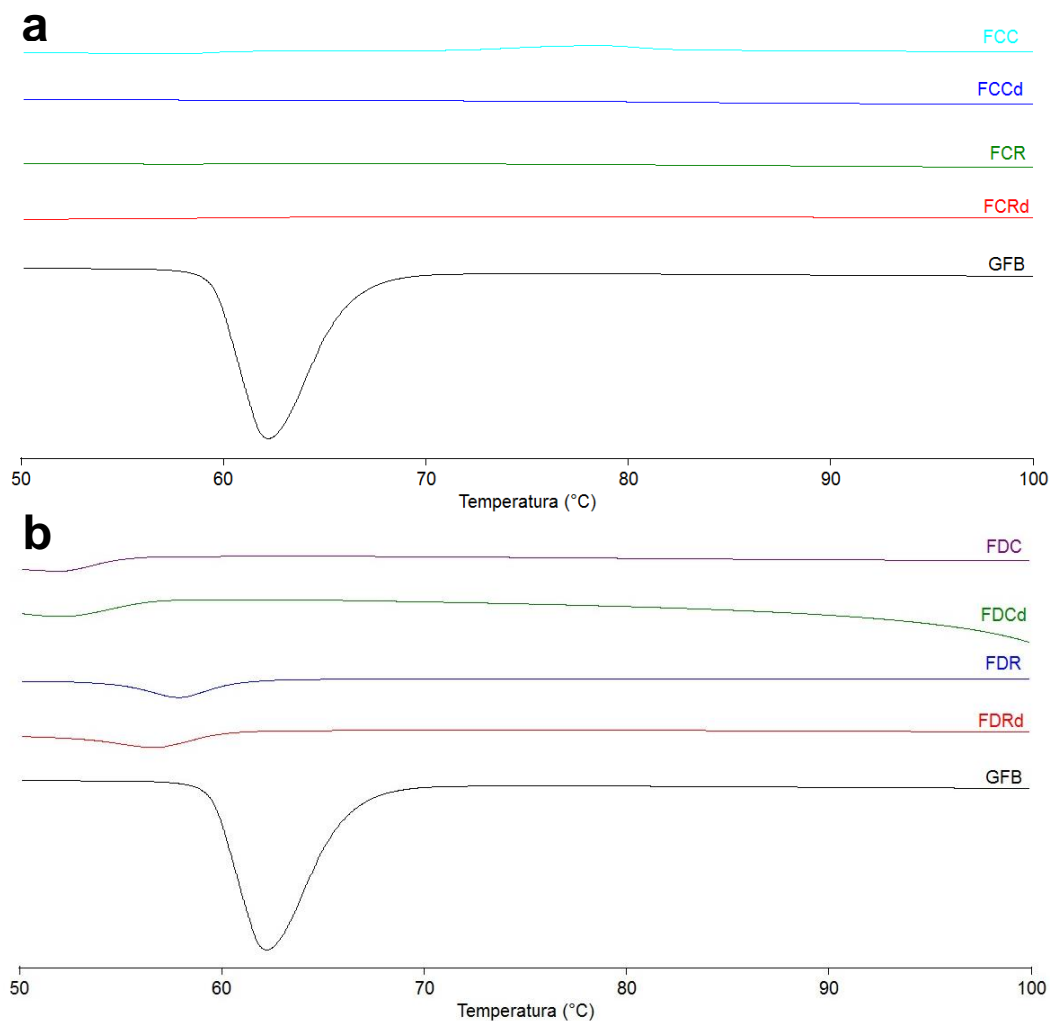 a
FCC
FCCd
FCR
FCRd
GFB
50 60 70 80 90 100
Temperatura (°C)
b
FDC
FDCd
FDR
FDRd
GFB
50 60 70 80 90 100
Temperatura (°C)